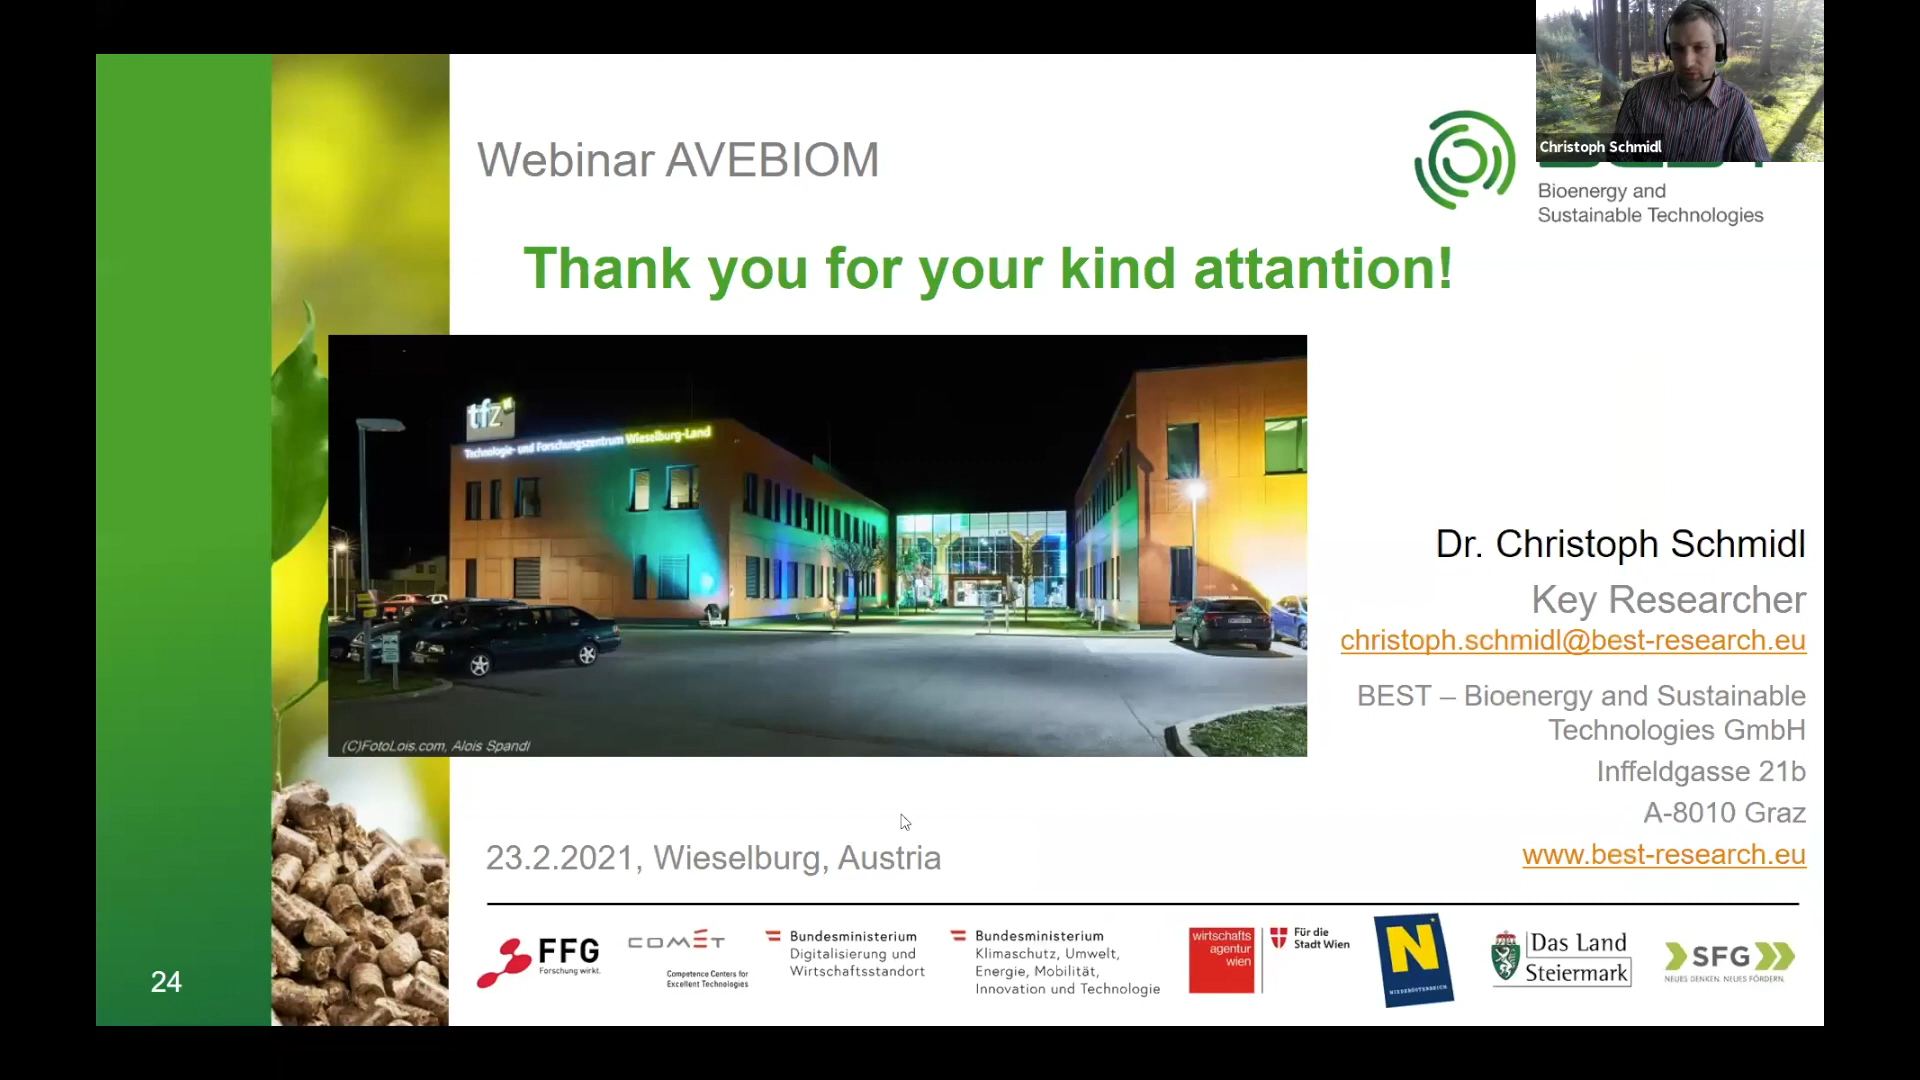 Christoph Schmidl
Webinar AVEBIOM
Bioenergy and
Sustainable Technologies
Thank you for your kind attantion!
tfz
Technologie- und Forschungszentrum Wieselburg-Land
(C)FotoLois.com, Alois Spandl
Dr. Christoph Schmidl
Key Researcher
christoph.schmidl@best-research.eu
BEST – Bioenergy and Sustainable
Technologies GmbH
Inffeldgasse 21b
A-8010 Graz
www.best-research.eu
23.2.2021, Wieselburg, Austria
FFG
Forschung wirkt.
COMET
Competence Centers for
Excellent Technologies
Bundesministerium
Digitalisierung und
Wirtschaftsstandort
Bundesministerium
Klimaschutz, Umwelt,
Energie, Mobilität,
Innovation und Technologie
wirtschafts
agentur
wien
Für die
Stadt Wien
N
NIEDERÖSTERREICH
Das Land
Steiermark
SFG
NEUES DENKEN. NEUES FÖRDERN.
24